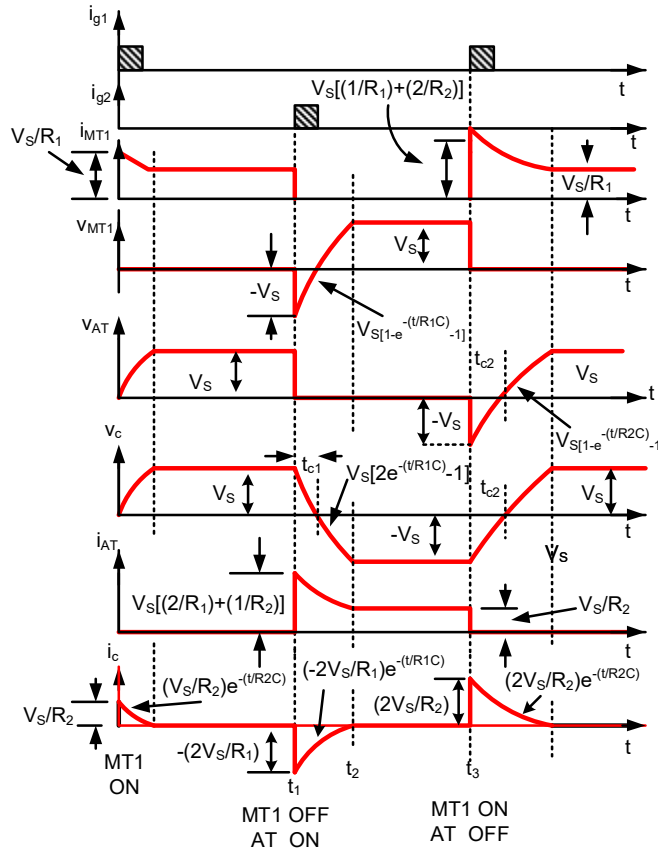 i_g1
t
i_g2
V_S[(1/R_1)+(2/R_2)]
t
i_MT1
V_S/R_1
V_S/R_1
t
v_MT1
-V_S
V_S
V_S[1-e^-(t/R1C) -1]
t
v_AT
V_S
t_c2
V_S
t
-V_S
V_S[1-e^-(t/R2C) -1
v_c
t_c1
V_S[2e^-(t/R1C)-1]
V_S
t_c2
V_S
-V_S
t
i_AT
V_s
V_S[(2/R_1)+(1/R_2)]
V_S/R_2
t
i_c
(V_S/R_2)e^-(t/R2C)
(-2V_S/R_1)e^-(t/R1C)
(2V_S/R_2)e^-(t/R2C)
V_S/R_2
(2V_S/R_2)
t
-(2V_S/R_1)
MT1
ON
t_1
t_2
t_3
MT1 OFF
AT ON
MT1 ON
AT OFF